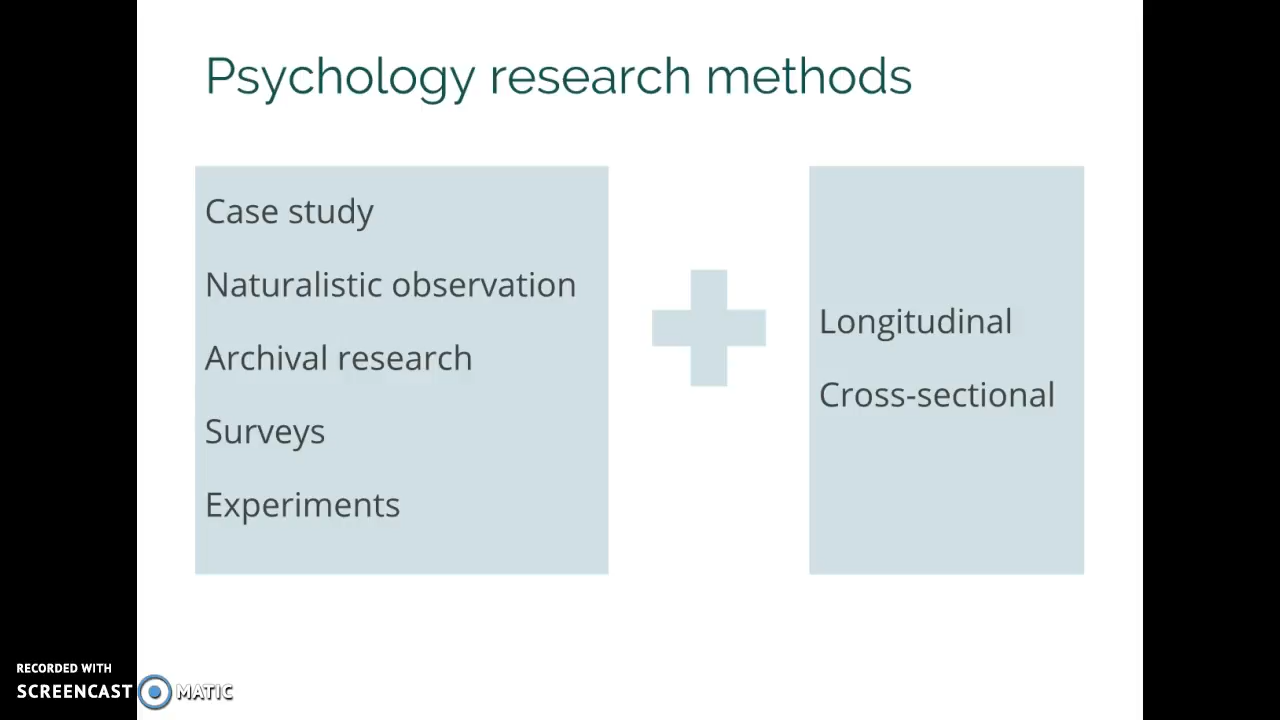 Psychology research methods
Case study
Naturalistic observation
Archival research
Surveys
Experiments
Longitudinal
Cross-sectional
RECORDED WITH
SCREENCAST MATIC